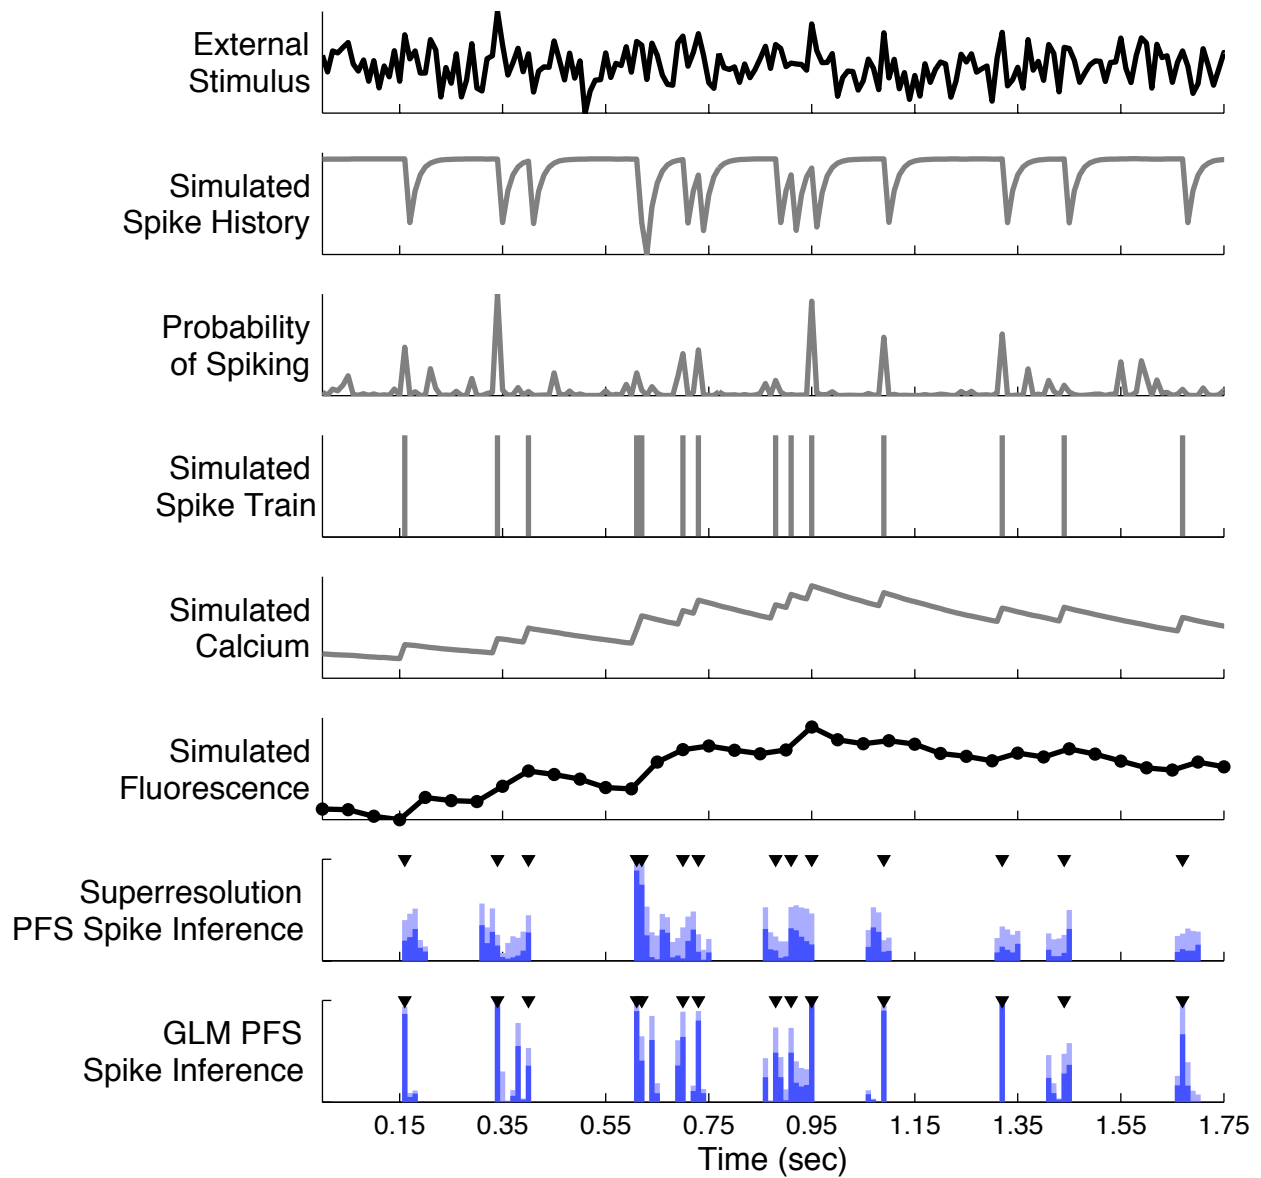 External
Stimulus
Simulated
Spike History
Probability
of Spiking
Simulated
Spike Train
Simulated
Calcium
Simulated
Fluorescence
Superresolution
PFS Spike Inference
GLM PFS
Spike Inference
0.15 0.35 0.55 0.75 0.95 1.15 1.35 1.55 1.75
Time (sec)